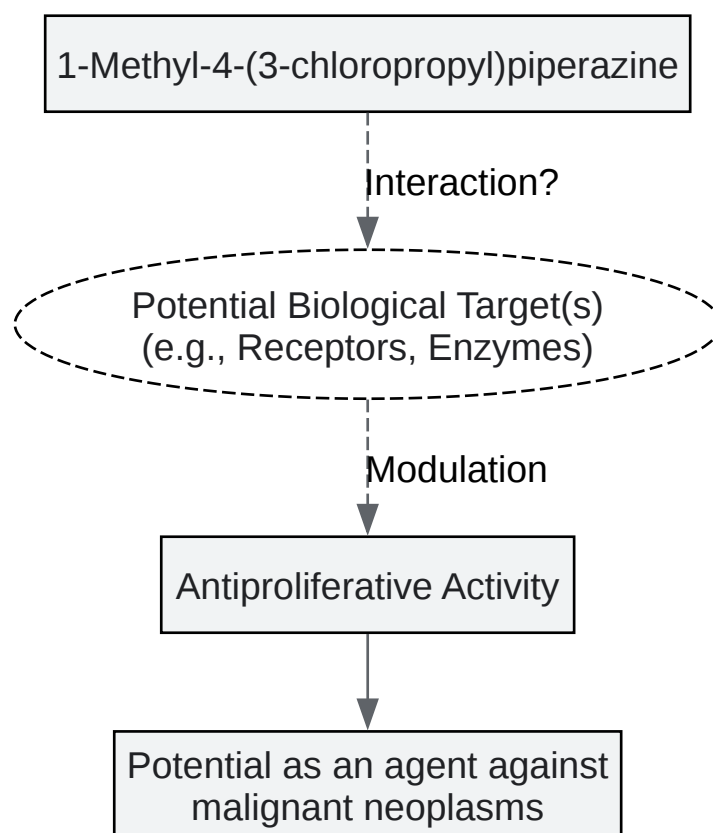 1-Methyl-4-(3-chloropropyl)piperazine
Interaction?
Potential Biological Target(s)
(e.g., Receptors, Enzymes)
Modulation
Antiproliferative Activity
Potential as an agent against
malignant neoplasms